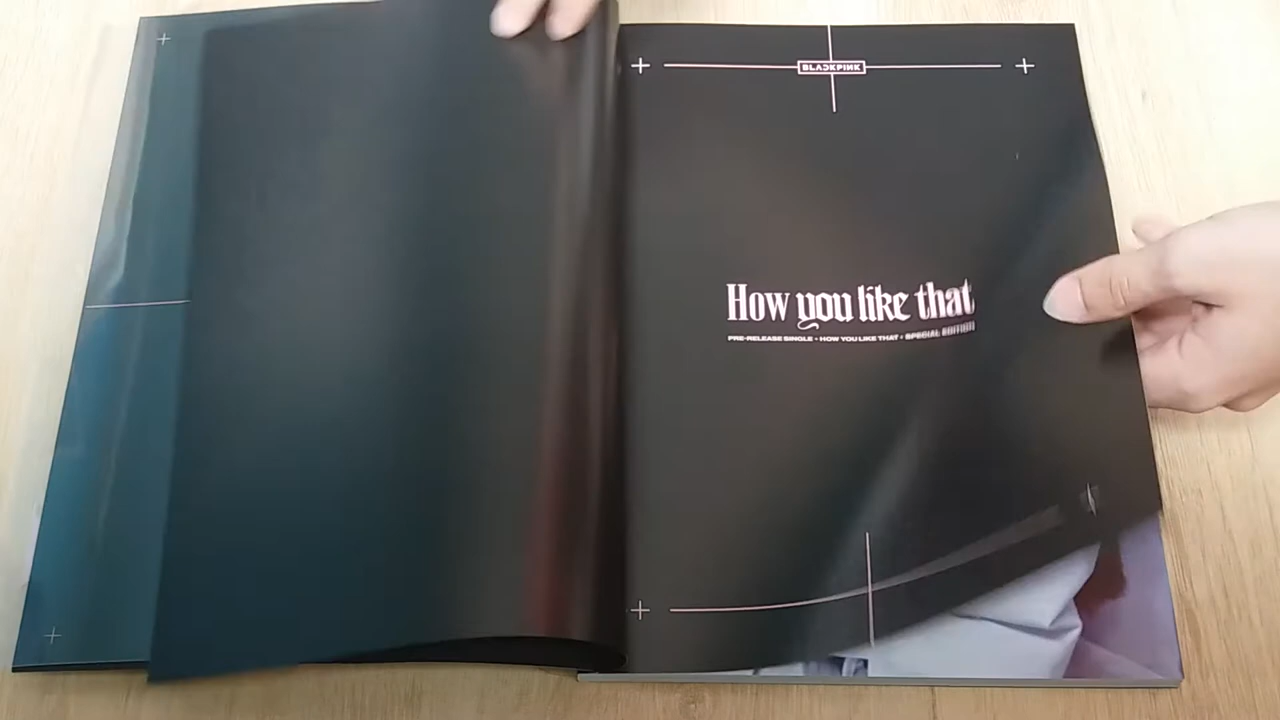 BLACKPINK
How you like that
PRE-RELEASE SINGLE • HOW YOU LIKE THAT • SPECIAL EDITION